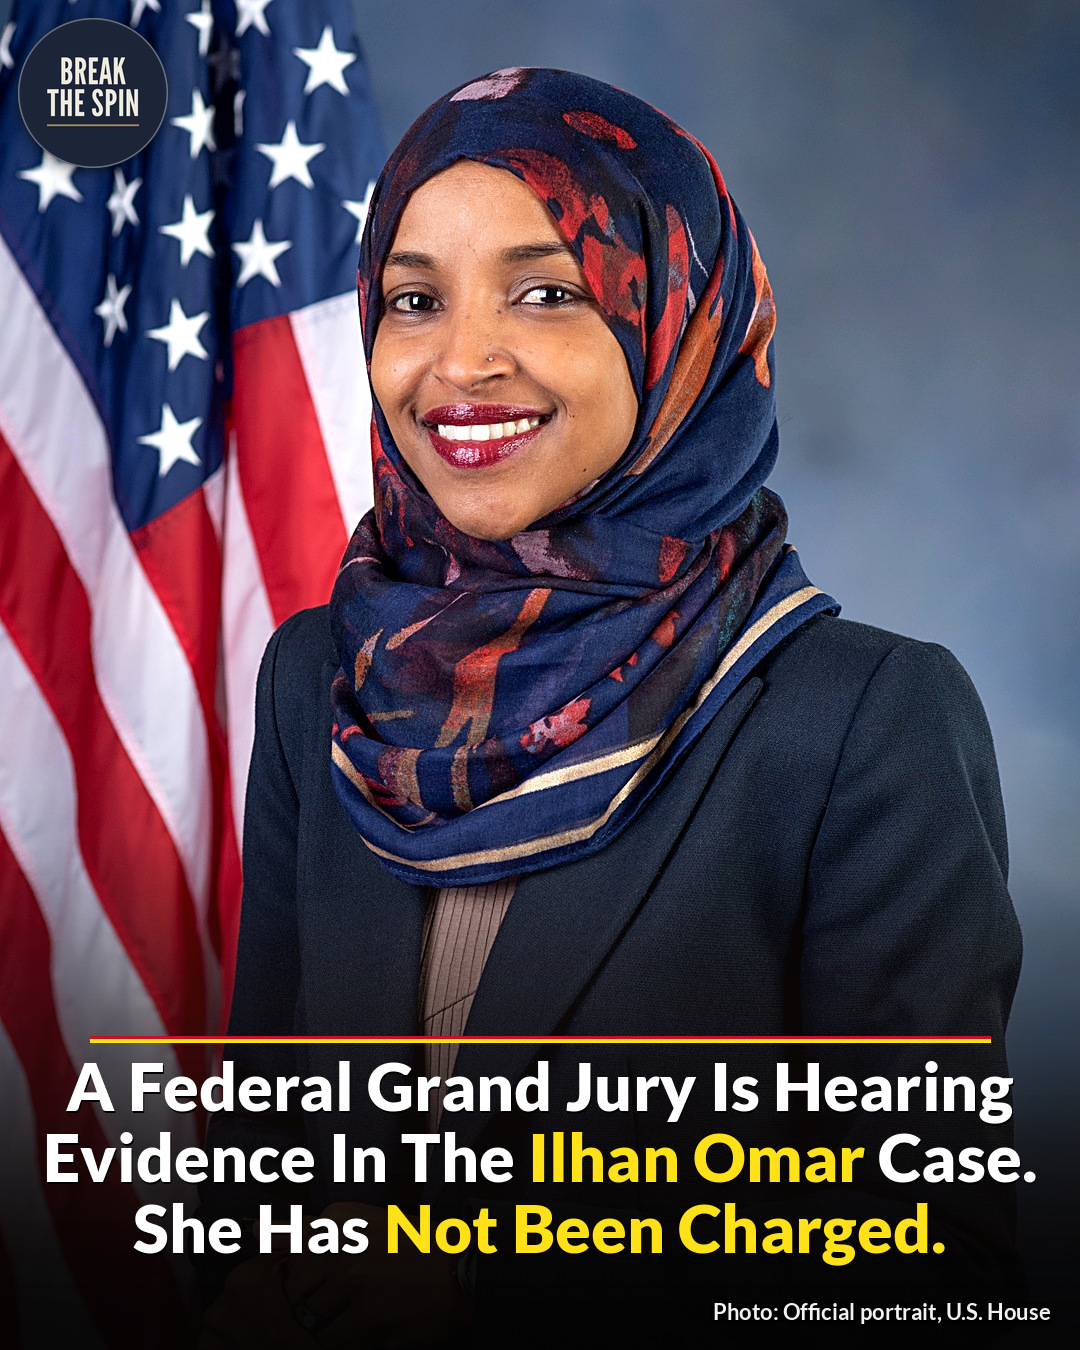 BREAK
THE SPIN
A Federal Grand Jury Is Hearing
Evidence In The Ilhan Omar Case.
She Has Not Been Charged.
Photo: Official portrait, U.S. House